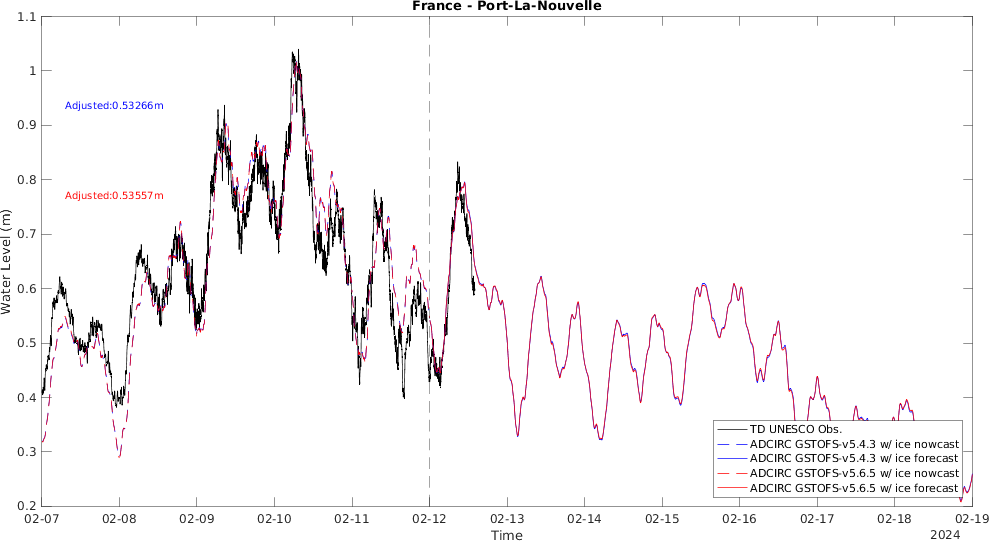 France - Port-La-Nouvelle
1.1
1
0.9
0.8
0.7
0.6
0.5
0.4
0.3
0.2
Water Level (m)
Adjusted:0.53266m
Adjusted:0.53557m
TD UNESCO Obs.
ADCIRC GSTOFS-v5.4.3 w/ ice nowcast
ADCIRC GSTOFS-v5.4.3 w/ ice forecast
ADCIRC GSTOFS-v5.6.5 w/ ice nowcast
ADCIRC GSTOFS-v5.6.5 w/ ice forecast
02-07 02-08 02-09 02-10 02-11 02-12 02-13 02-14 02-15 02-16 02-17 02-18 02-19
Time
2024